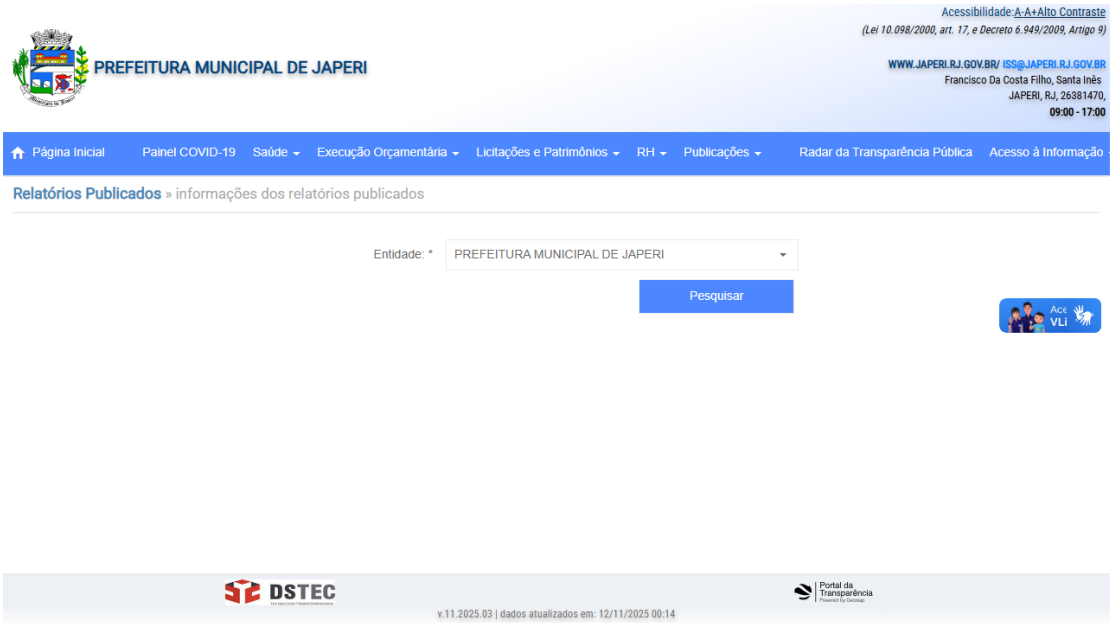 Acessibilidade:A-A+Alto Contraste
(Lei 10.098/2000, art. 17, e Decreto 6.949/2009, Artigo 9)
PREFEITURA MUNICIPAL DE JAPERI
WWW.JAPERI.RJ.GOV.BR/ ISS@JAPERI.RJ.GOV.BR
Francisco Da Costa Filho, Santa Inês
JAPERI, RJ, 26381470,
09:00 - 17:00
Página Inicial Painel COVID-19 Saúde Execução Orçamentária Licitações e Patrimônios RH Publicações Radar da Transparência Pública Acesso à Informação
Relatórios Publicados » informações dos relatórios publicados
Entidade: * PREFEITURA MUNICIPAL DE JAPERI
Pesquisar
Ace
VLi
DSTEC
Portal da
Transparência
v.11.2025.03 | dados atualizados em: 12/11/2025 00:14